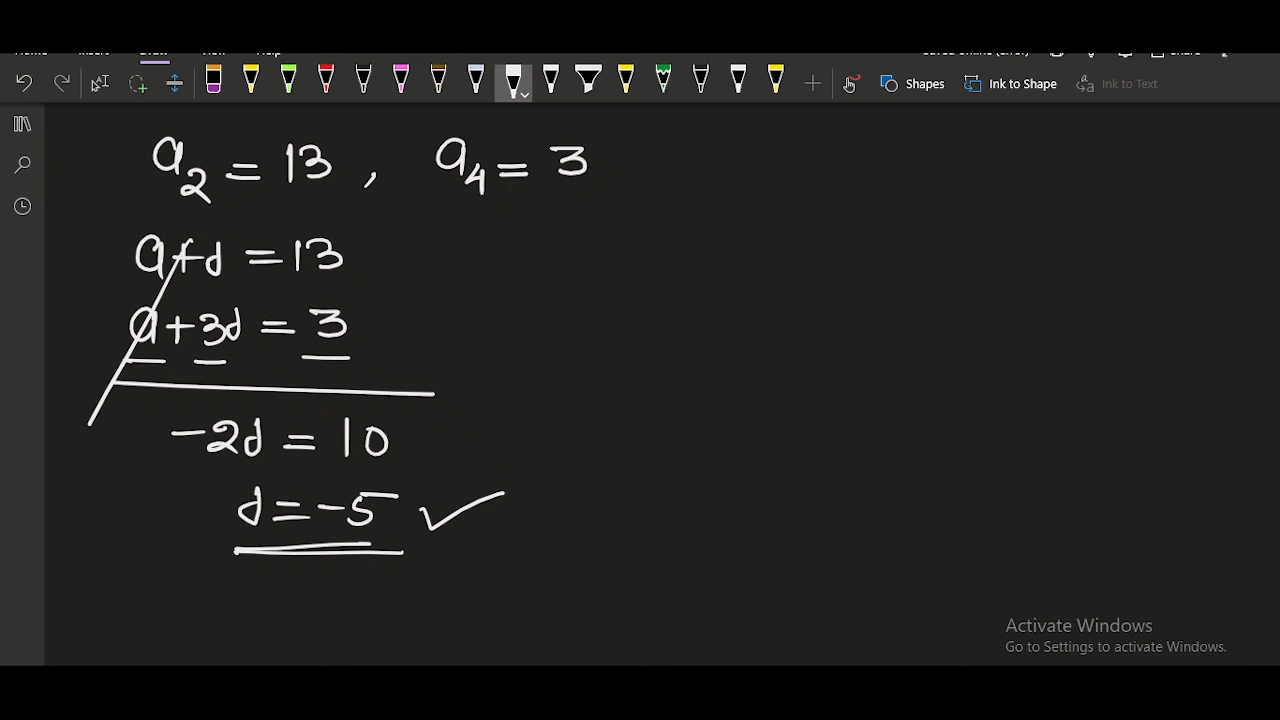 Shapes
Ink to Shape
Ink to Text
a₂ = 13 , a₄ = 3
a + d = 13
a + 3d = 3
-2d = 10
d = -5 ✓
Activate Windows
Go to Settings to activate Windows.